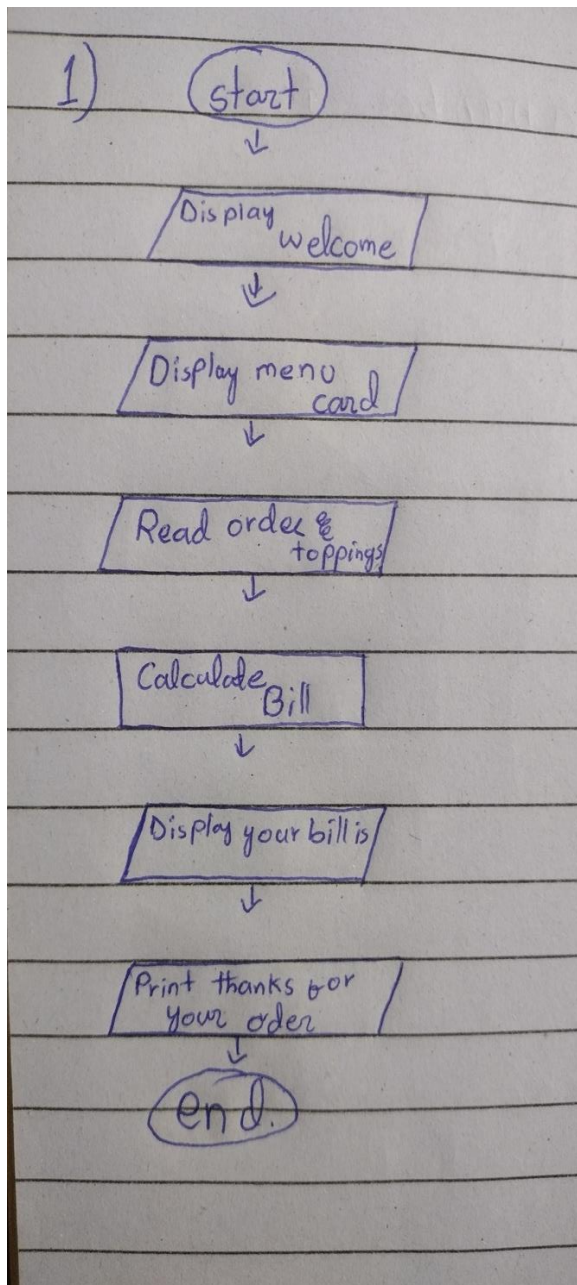 1)
start
Display
welcome
Display menu
card
Read order &
toppings
Calculate
Bill
Display your bill is
Print thanks for
your oder
end.